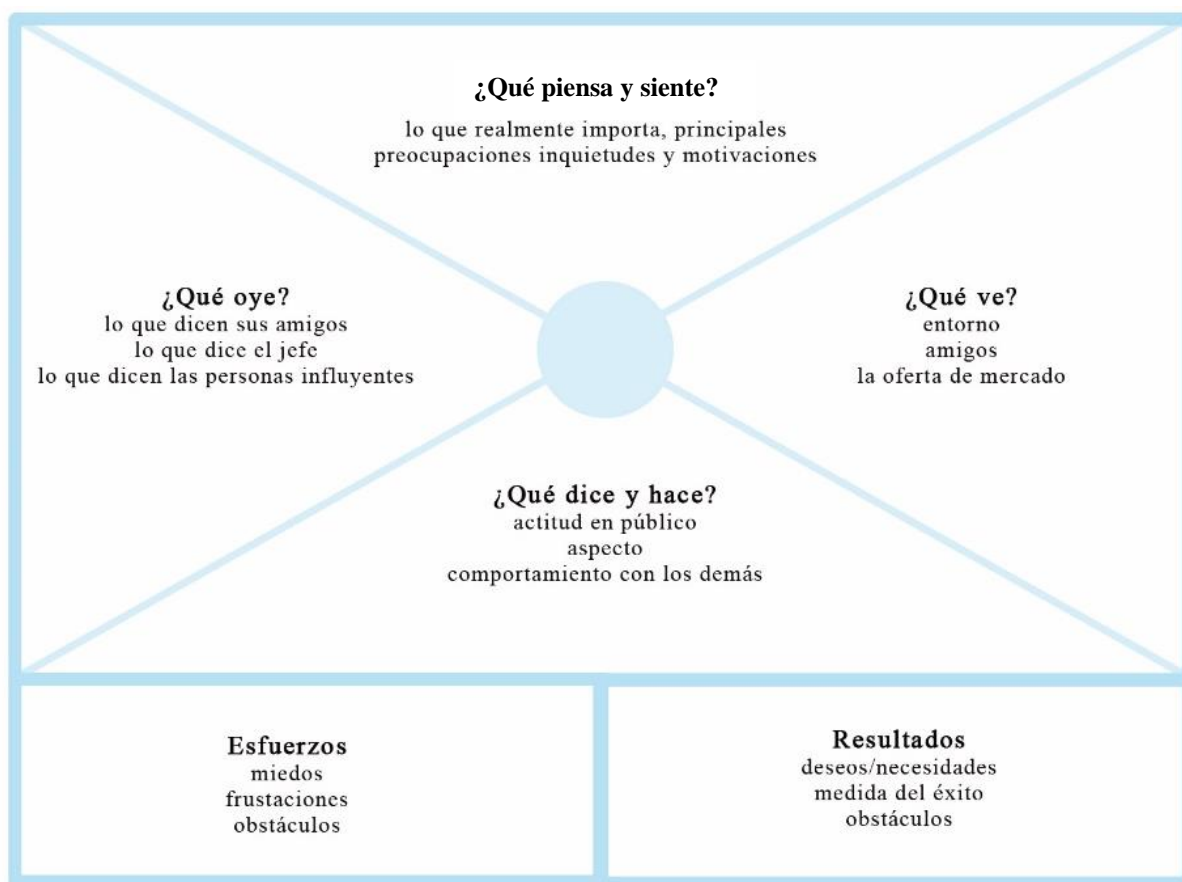 ¿Qué piensa y siente?
lo que realmente importa, principales
preocupaciones inquietudes y motivaciones
¿Qué oye?
lo que dicen sus amigos
lo que dice el jefe
lo que dicen las personas influyentes
¿Qué ve?
entorno
amigos
la oferta de mercado
¿Qué dice y hace?
actitud en público
aspecto
comportamiento con los demás
Esfuerzos
miedos
frustaciones
obstáculos
Resultados
deseos/necesidades
medida del éxito
obstáculos